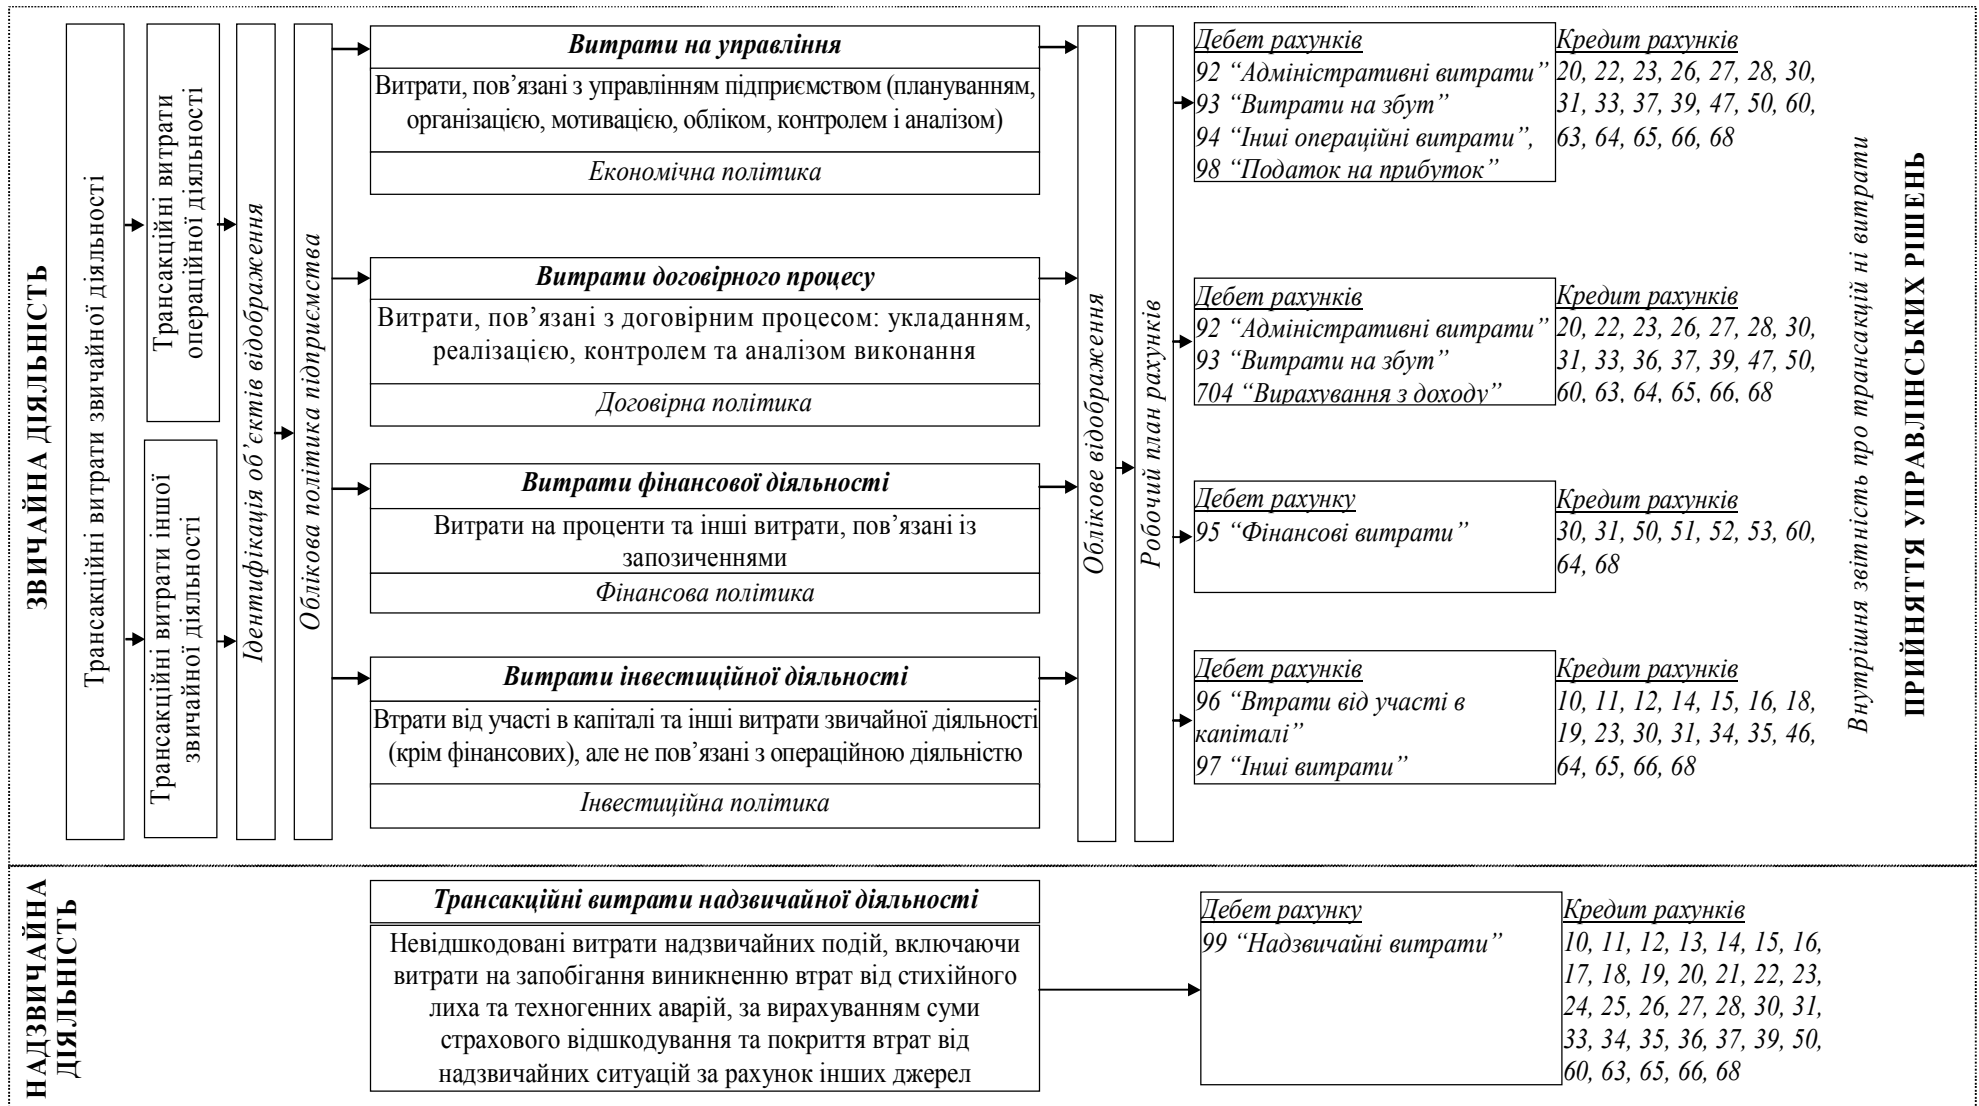 ЗВИЧАЙНА ДІЯЛЬНІСТЬ
Трансакційні витрати звичайної діяльності
Трансакційні витрати
операційної діяльності
Трансакційні витрати іншої
звичайної діяльності
Ідентифікація об’єктів відображення
Облікова політика підприємства
Витрати на управління
Витрати, пов’язані з управлінням підприємством (плануванням,
організацією, мотивацією, обліком, контролем і аналізом)
Економічна політика
Витрати договірного процесу
Витрати, пов’язані з договірним процесом: укладанням,
реалізацією, контролем та аналізом виконання
Договірна політика
Витрати фінансової діяльності
Витрати на проценти та інші витрати, пов’язані із
запозиченнями
Фінансова політика
Витрати інвестиційної діяльності
Втрати від участі в капіталі та інші витрати звичайної діяльності
(крім фінансових), але не пов’язані з операційною діяльністю
Інвестиційна політика
Облікове відображення
Робочий план рахунків
Дебет рахунків
92 “Адміністративні витрати”
93 “Витрати на збут”
94 “Інші операційні витрати”,
98 “Податок на прибуток”
Кредит рахунків
20, 22, 23, 26, 27, 28, 30,
31, 33, 37, 39, 47, 50, 60,
63, 64, 65, 66, 68
Дебет рахунків
92 “Адміністративні витрати”
93 “Витрати на збут”
704 “Вирахування з доходу”
Кредит рахунків
20, 22, 23, 26, 27, 28, 30,
31, 33, 36, 37, 39, 47, 50,
60, 63, 64, 65, 66, 68
Дебет рахунку
95 “Фінансові витрати”
Кредит рахунків
30, 31, 50, 51, 52, 53, 60,
64, 68
Дебет рахунків
96 “Втрати від участі в
капіталі”
97 “Інші витрати”
Кредит рахунків
10, 11, 12, 14, 15, 16, 18,
19, 23, 30, 31, 34, 35, 46,
64, 65, 66, 68
Внутрішня звітність про трансакцій ні витрати
ПРИЙНЯТТЯ УПРАВЛІНСЬКИХ РІШЕНЬ
НАДЗВИЧАЙНА
ДІЯЛЬНІСТЬ
Трансакційні витрати надзвичайної діяльності
Невідшкодовані витрати надзвичайних подій, включаючи
витрати на запобігання виникненню втрат від стихійного
лиха та техногенних аварій, за вирахуванням суми
страхового відшкодування та покриття втрат від
надзвичайних ситуацій за рахунок інших джерел
Дебет рахунку
99 “Надзвичайні витрати”
Кредит рахунків
10, 11, 12, 13, 14, 15, 16,
17, 18, 19, 20, 21, 22, 23,
24, 25, 26, 27, 28, 30, 31,
33, 34, 35, 36, 37, 39, 50,
60, 63, 65, 66, 68